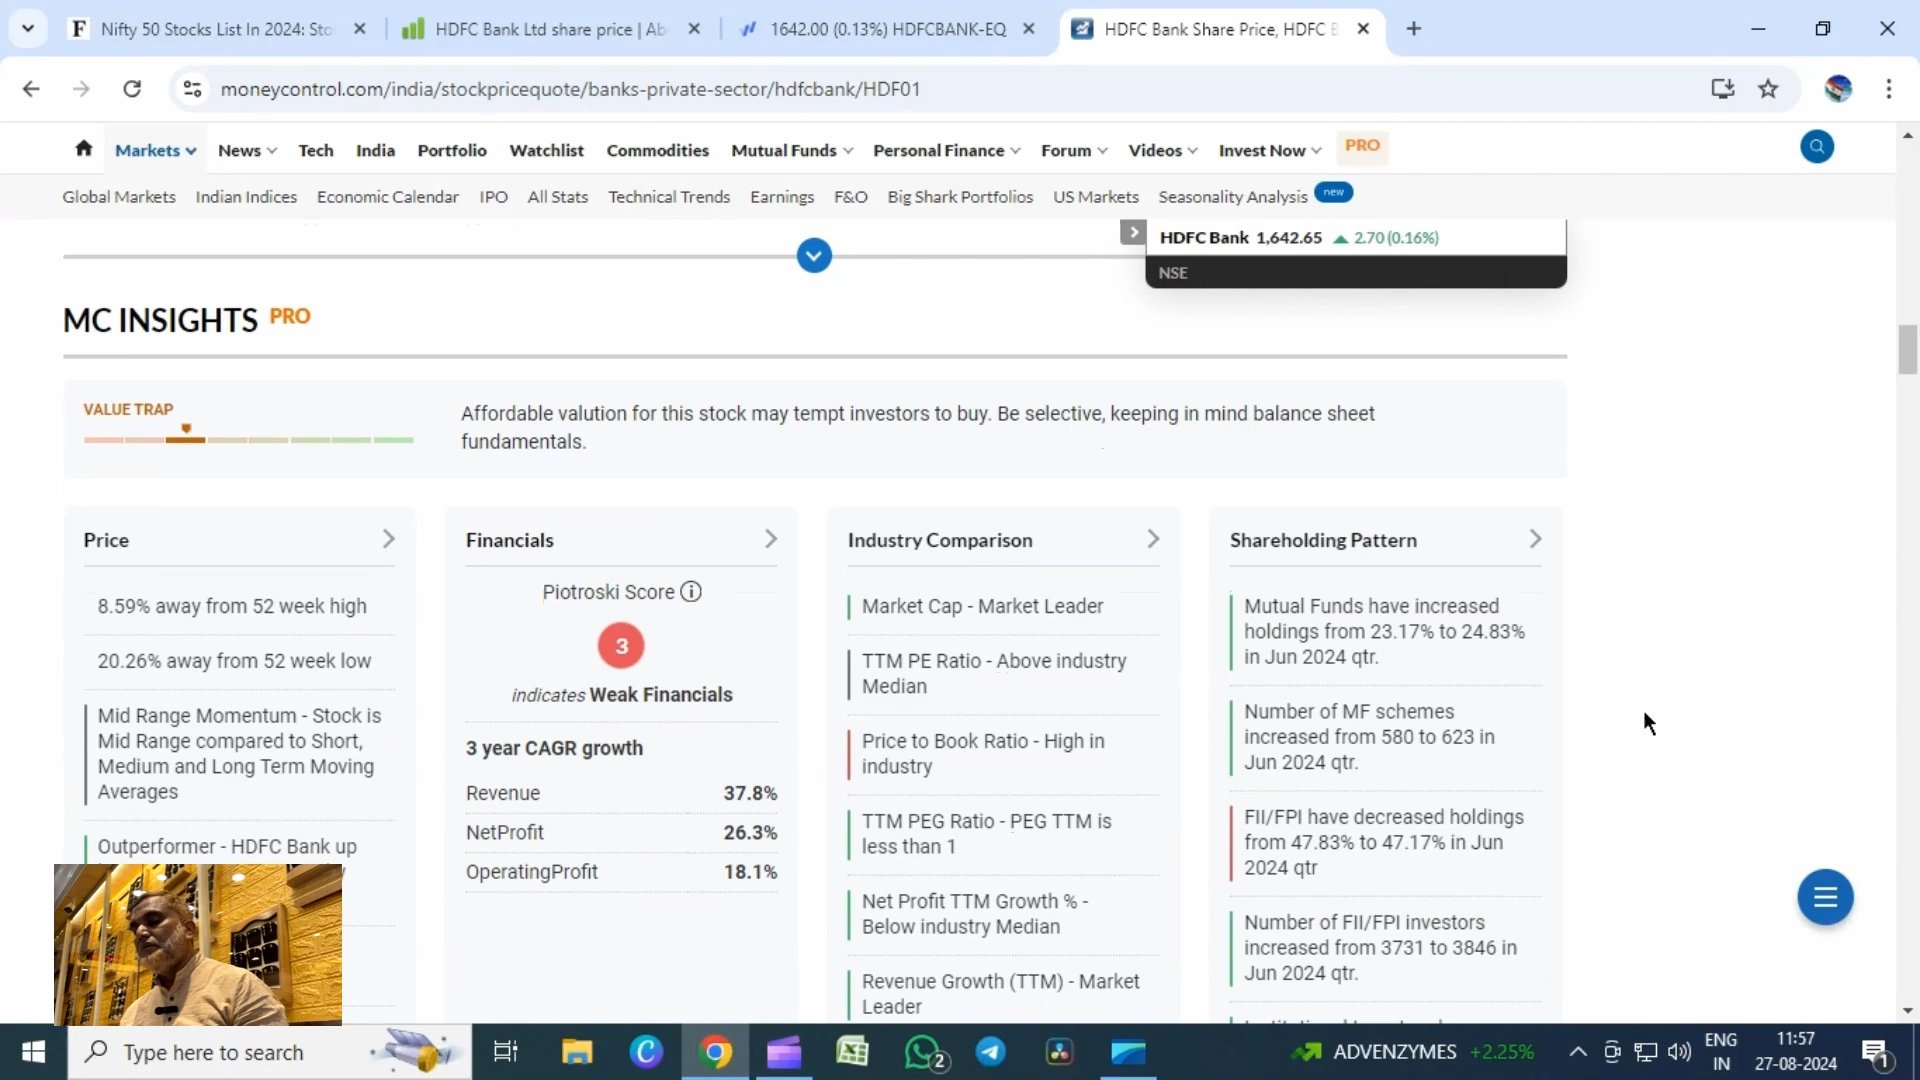 Nifty 50 Stocks List In 2024: Sto
HDFC Bank Ltd share price | Ab
1642.00 (0.13%) HDFCBANK-EQ
HDFC Bank Share Price, HDFC B
moneycontrol.com/india/stockpricequote/banks-private-sector/hdfcbank/HDF01
Markets News Tech India Portfolio Watchlist Commodities Mutual Funds Personal Finance Forum Videos Invest Now PRO
Global Markets Indian Indices Economic Calendar IPO All Stats Technical Trends Earnings F&O Big Shark Portfolios US Markets Seasonality Analysis new
HDFC Bank 1,642.65 ▲ 2.70 (0.16%)
NSE
MC INSIGHTS PRO
VALUE TRAP
Affordable valution for this stock may tempt investors to buy. Be selective, keeping in mind balance sheet
fundamentals.
Price
8.59% away from 52 week high
20.26% away from 52 week low
Mid Range Momentum - Stock is
Mid Range compared to Short,
Medium and Long Term Moving
Averages
Outperformer - HDFC Bank up
Financials
Piotroski Score
3
indicates Weak Financials
3 year CAGR growth
Revenue 37.8%
NetProfit 26.3%
OperatingProfit 18.1%
Industry Comparison
Market Cap - Market Leader
TTM PE Ratio - Above industry
Median
Price to Book Ratio - High in
industry
TTM PEG Ratio - PEG TTM is
less than 1
Net Profit TTM Growth % -
Below industry Median
Revenue Growth (TTM) - Market
Leader
Shareholding Pattern
Mutual Funds have increased
holdings from 23.17% to 24.83%
in Jun 2024 qtr.
Number of MF schemes
increased from 580 to 623 in
Jun 2024 qtr.
FII/FPI have decreased holdings
from 47.83% to 47.17% in Jun
2024 qtr
Number of FII/FPI investors
increased from 3731 to 3846 in
Jun 2024 qtr.
Type here to search
2
ADVENZYMES +2.25%
ENG
IN
11:57
27-08-2024
1